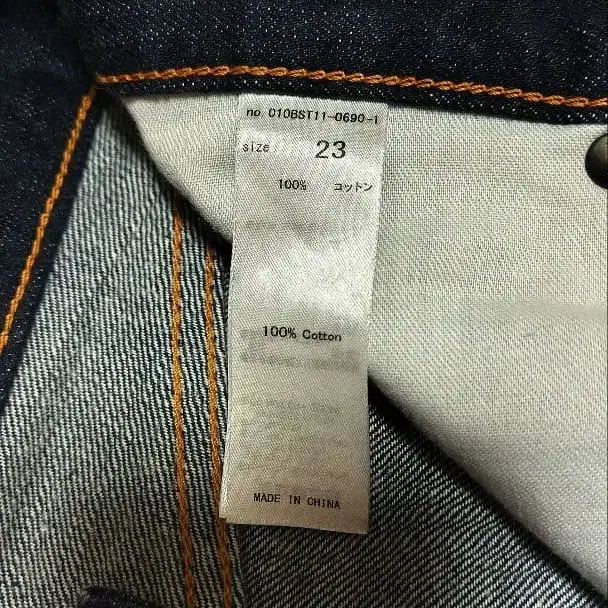 no. 010BST11-0690-1
size 23
100% コットン
100% Cotton
MADE IN CHINA